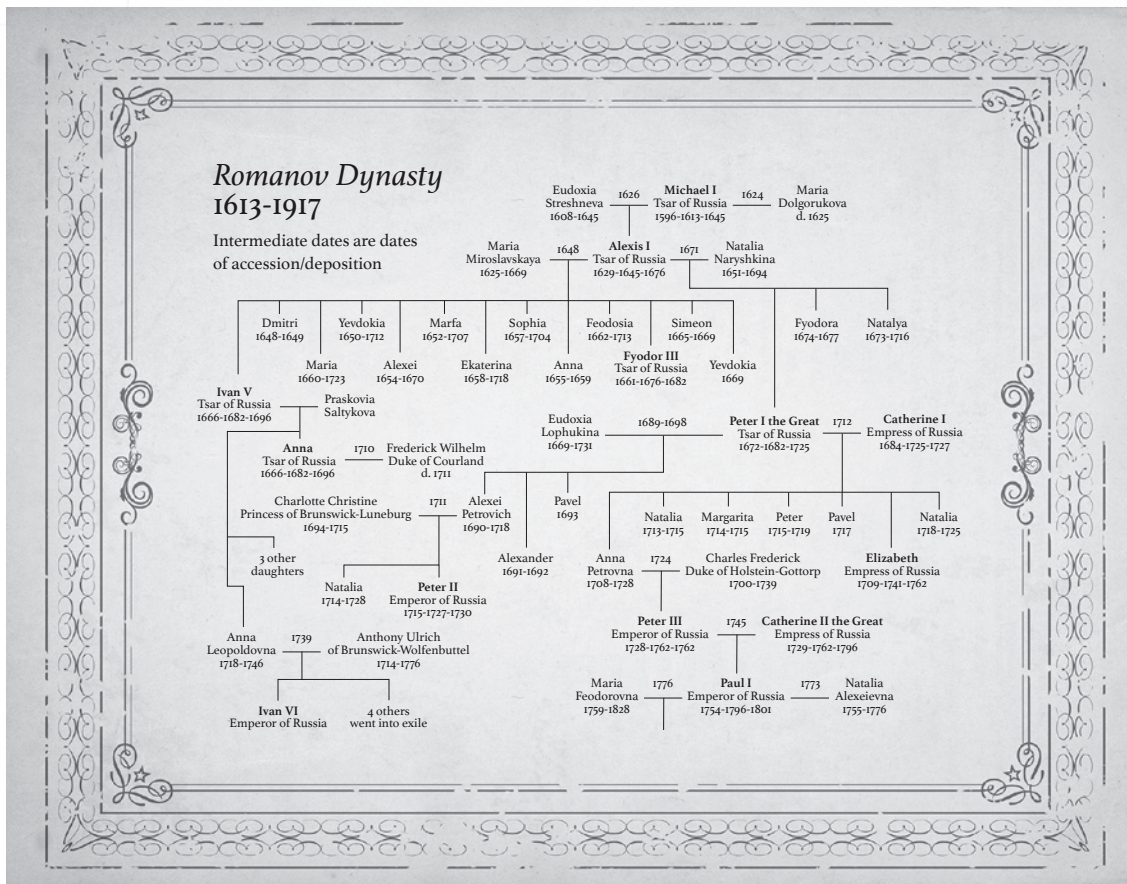 Romanov Dynasty
1613-1917
Intermediate dates are dates
of accession/deposition
Eudoxia
Streshneva
1608-1645
1626
Michael I
Tsar of Russia
1596-1613-1645
1624
Maria
Dolgorukova
d. 1625
Maria
Miroslavskaya
1625-1669
1648
Alexis I
Tsar of Russia
1629-1645-1676
1671
Natalia
Naryshkina
1651-1694
Dmitri
1648-1649
Yevdokia
1650-1712
Marfa
1652-1707
Sophia
1657-1704
Feodosia
1662-1713
Simeon
1665-1669
Fyodora
1674-1677
Natalya
1673-1716
Maria
1660-1723
Alexei
1654-1670
Ekaterina
1658-1718
Anna
1655-1659
Fyodor III
Tsar of Russia
1661-1676-1682
Yevdokia
1669
Ivan V
Tsar of Russia
1666-1682-1696
Praskovia
Saltykova
Eudoxia
Lophukina
1669-1731
1689-1698
Peter I the Great
Tsar of Russia
1672-1682-1725
1712
Catherine I
Empress of Russia
1684-1725-1727
Anna
Tsar of Russia
1666-1682-1696
1710
Frederick Wilhelm
Duke of Courland
d. 1711
Charlotte Christine
Princess of Brunswick-Luneburg
1694-1715
1711
Alexei
Petrovich
1690-1718
Pavel
1693
Natalia
1713-1715
Margarita
1714-1715
Peter
1715-1719
Pavel
1717
Natalia
1718-1725
3 other
daughters
Alexander
1691-1692
Anna
Petrovna
1708-1728
1724
Charles Frederick
Duke of Holstein-Gottorp
1700-1739
Elizabeth
Empress of Russia
1709-1741-1762
Natalia
1714-1728
Peter II
Emperor of Russia
1715-1727-1730
Peter III
Emperor of Russia
1728-1762-1762
1745
Catherine II the Great
Empress of Russia
1729-1762-1796
Anna
Leopoldovna
1718-1746
1739
Anthony Ulrich
of Brunswick-Wolfenbuttel
1714-1776
Maria
Feodorovna
1759-1828
1776
Paul I
Emperor of Russia
1754-1796-1801
1773
Natalia
Alexeievna
1755-1776
Ivan VI
Emperor of Russia
4 others
went into exile